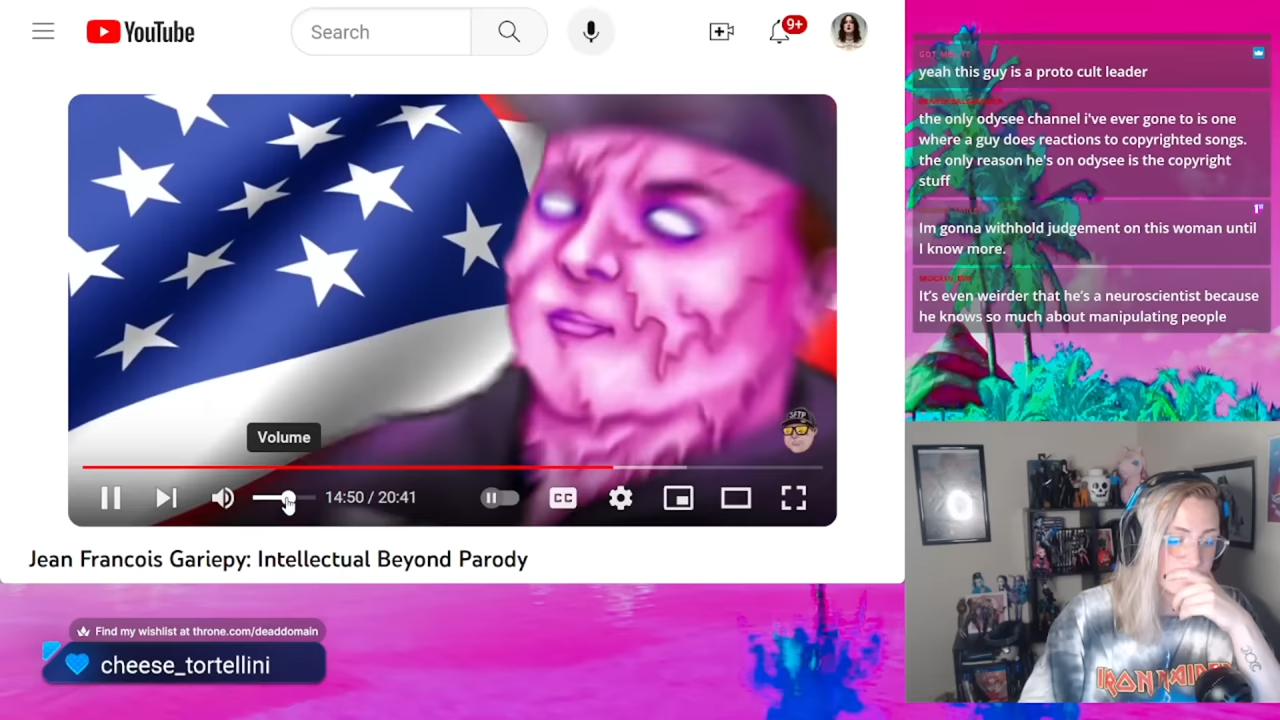 YouTube
Search
9+
Volume
SFTP
14:50 / 20:41
CC
Jean Francois Gariepy: Intellectual Beyond Parody
Find my wishlist at throne.com/deaddomain
cheese_tortellini
yeah this guy is a proto cult leader
the only odysee channel i've ever gone to is one
where a guy does reactions to copyrighted songs.
the only reason he's on odysee is the copyright
stuff
Im gonna withhold judgement on this woman until
I know more.
It's even weirder that he's a neuroscientist because
he knows so much about manipulating people
IRON MAIDEN